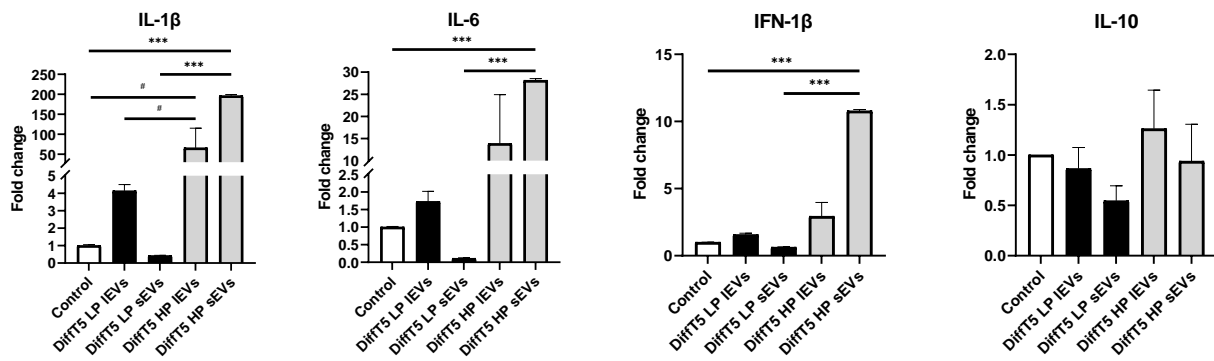 IL-1β
***
***
#
#
Fold change
250
200
150
100
50
5
4
3
2
1
0
Control
DiffT5 LP lEVs
DiffT5 LP sEVs
DiffT5 HP lEVs
DiffT5 HP sEVs
IL-6
***
***
Fold change
30
25
20
15
10
2.0
1.5
1.0
0.5
0.0
Control
DiffT5 LP lEVs
DiffT5 LP sEVs
DiffT5 HP lEVs
DiffT5 HP sEVs
IFN-1β
***
***
Fold change
15
10
5
0
Control
DiffT5 LP lEVs
DiffT5 LP sEVs
DiffT5 HP lEVs
DiffT5 HP sEVs
IL-10
Fold change
2.0
1.5
1.0
0.5
0.0
Control
DiffT5 LP lEVs
DiffT5 LP sEVs
DiffT5 HP lEVs
DiffT5 HP sEVs